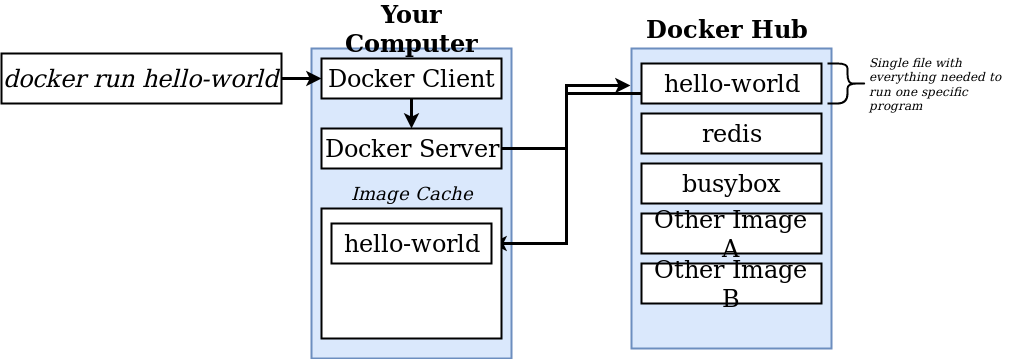 Your
Computer
Docker Hub
docker run hello-world
Docker Client
Docker Server
Image Cache
hello-world
hello-world
redis
busybox
Other Image
A
Other Image
B
Single file with
everything needed to
run one specific
program